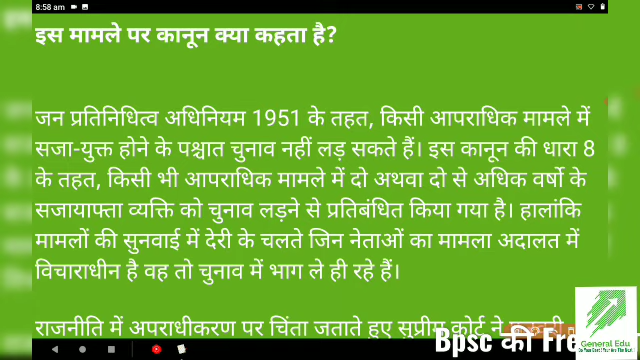 8:58 am
इस मामले पर कानून क्या कहता है?
जन प्रतिनिधित्व अधिनियम 1951 के तहत, किसी आपराधिक मामले में
सजा-युक्त होने के पश्चात चुनाव नहीं लड़ सकते हैं। इस कानून की धारा 8
के तहत, किसी भी आपराधिक मामले में दो अथवा दो से अधिक वर्षो के
सजायाफ्ता व्यक्ति को चुनाव लड़ने से प्रतिबंधित किया गया है। हालांकि
मामलों की सुनवाई में देरी के चलते जिन नेताओं का मामला अदालत में
विचाराधीन है वह तो चुनाव में भाग ले ही रहे हैं।
राजनीति में अपराधीकरण पर चिंता जताते हुए सुप्रीम कोर्ट ने
Bpsc की Fre
General Edu